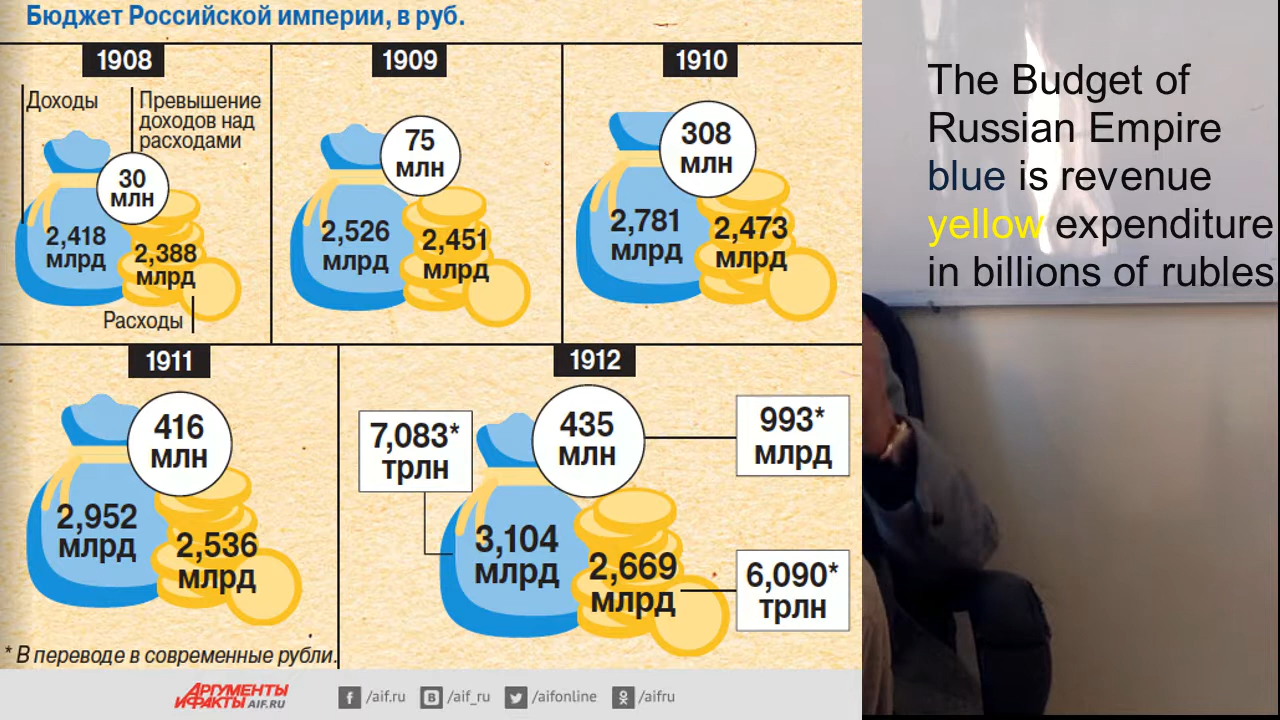 Бюджет Российской империи, в руб.
1908
Доходы
Превышение
доходов над
расходами
30
млн
2,418
млрд
2,388
млрд
Расходы
1909
75
млн
2,526
млрд
2,451
млрд
1910
308
млн
2,781
млрд
2,473
млрд
1911
416
млн
2,952
млрд
2,536
млрд
1912
7,083*
трлн
435
млн
993*
млрд
3,104
млрд
2,669
млрд
6,090*
трлн
* В переводе в современные рубли.
АРГУМЕНТЫ
И ФАКТЫ AIF.RU
/aif.ru
/aif_ru
/aifonline
/aifru
The Budget of
Russian Empire
blue is revenue
yellow expenditure
in billions of rubles